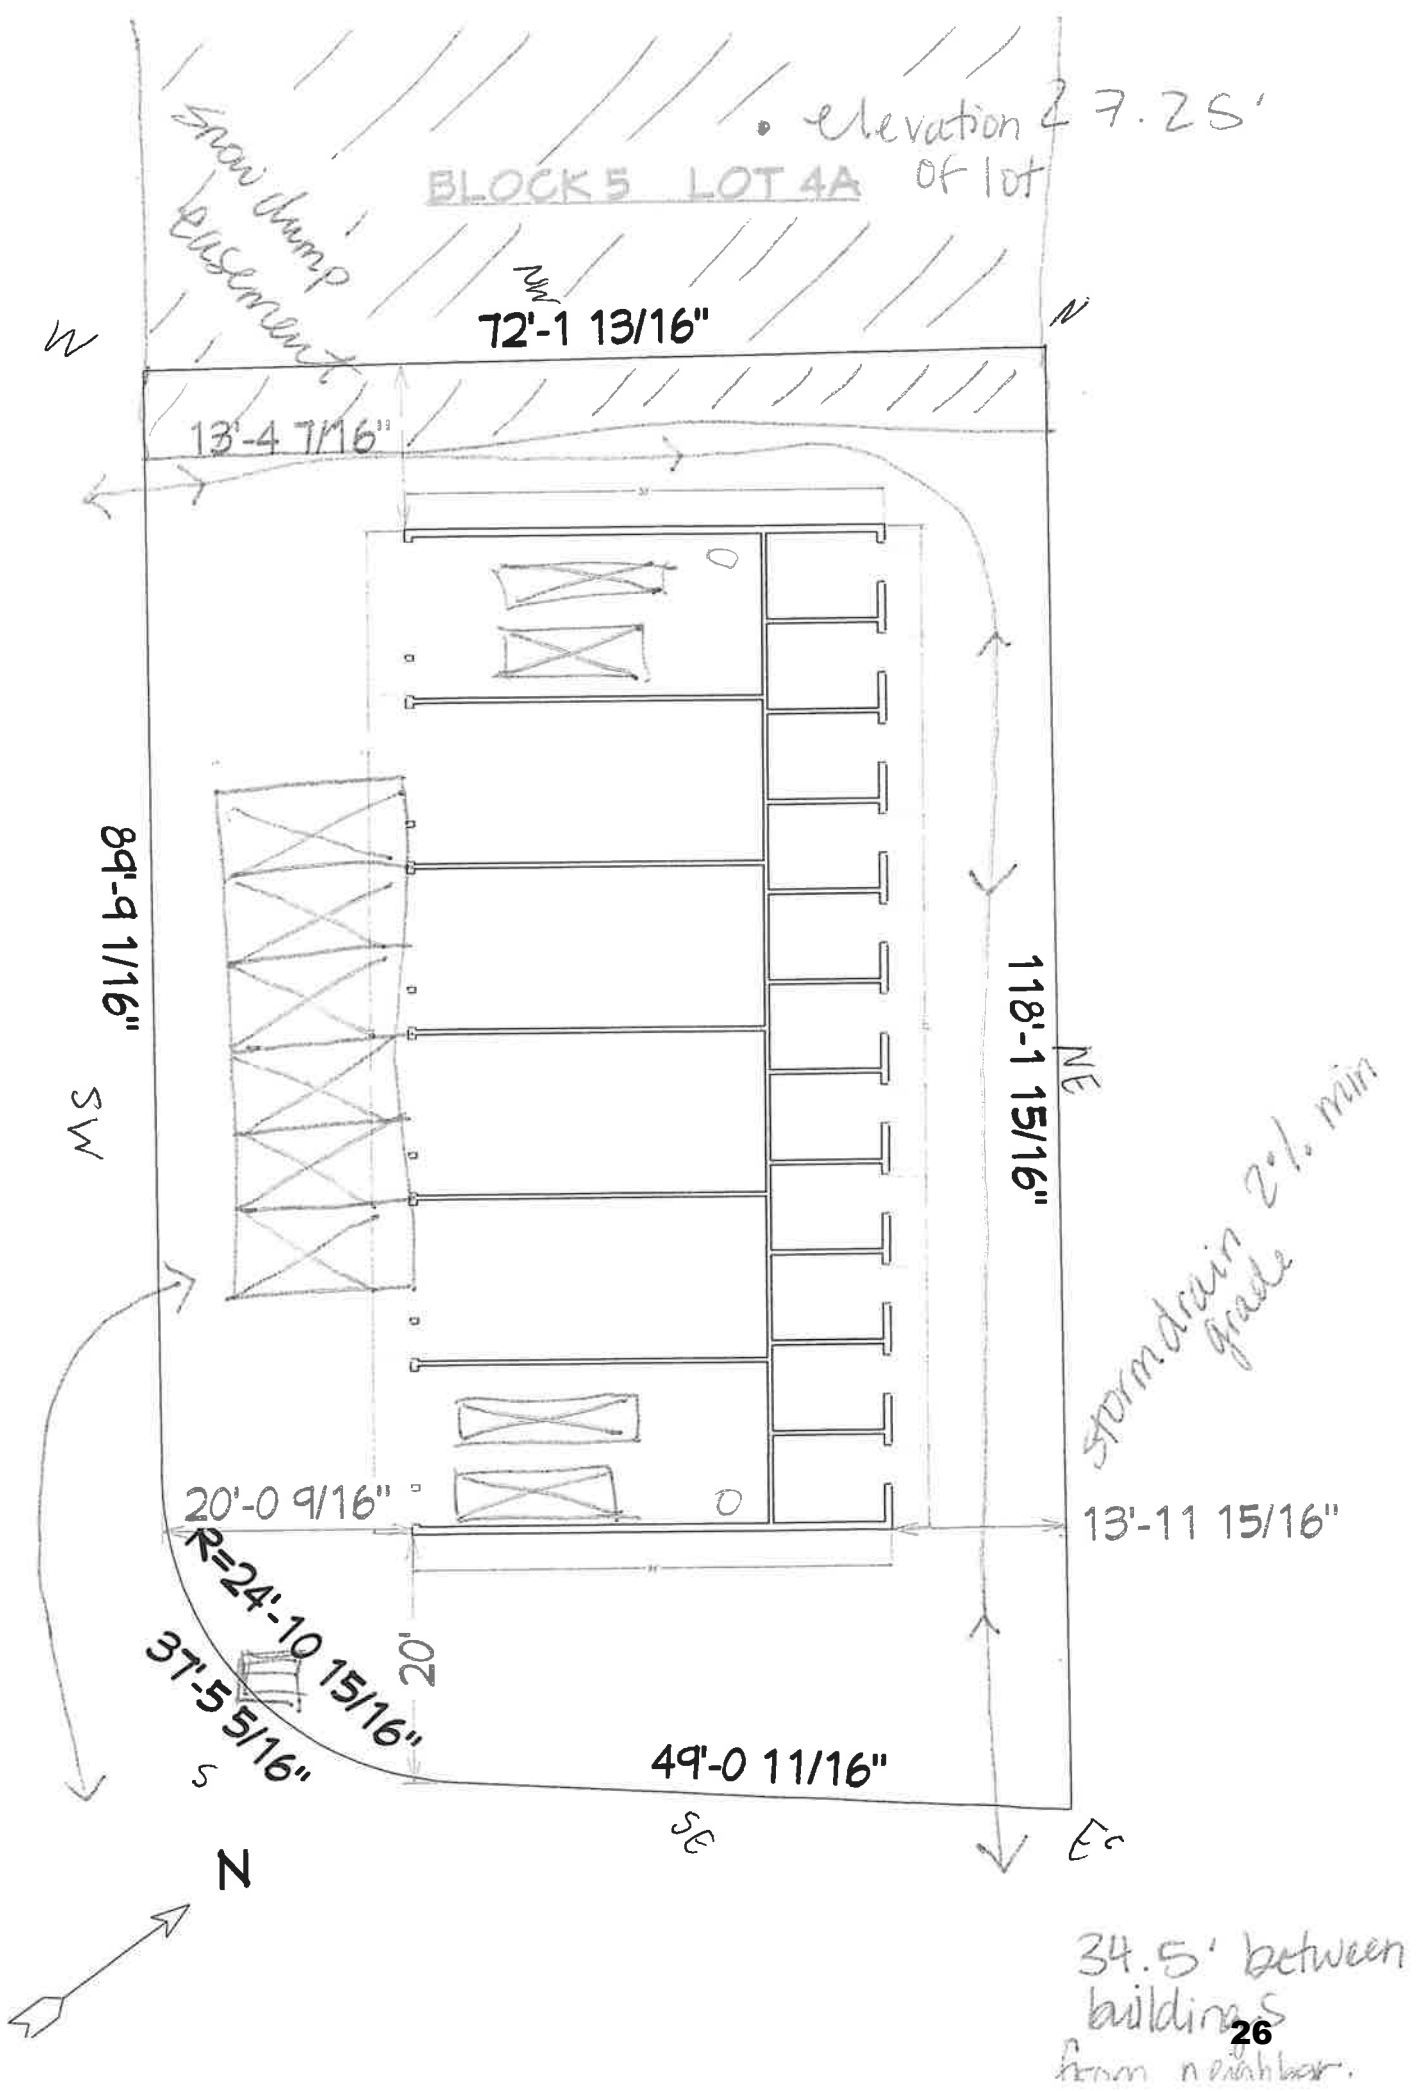 • elevation 27.25'
of lot
BLOCK 5 LOT 4A
Snow dump
easement
NW
72'-1 13/16"
W
N
13'-4 7/16"
89'-9 1/16"
118'-1 15/16"
NE
SW
storm drain 2% min
grade
20'-0 9/16"
13'-11 15/16"
R=24'-10 15/16"
37'-5 5/16"
20'
49'-0 11/16"
S
SE
E
N
34.5' between
buildings
26
from neighbor.